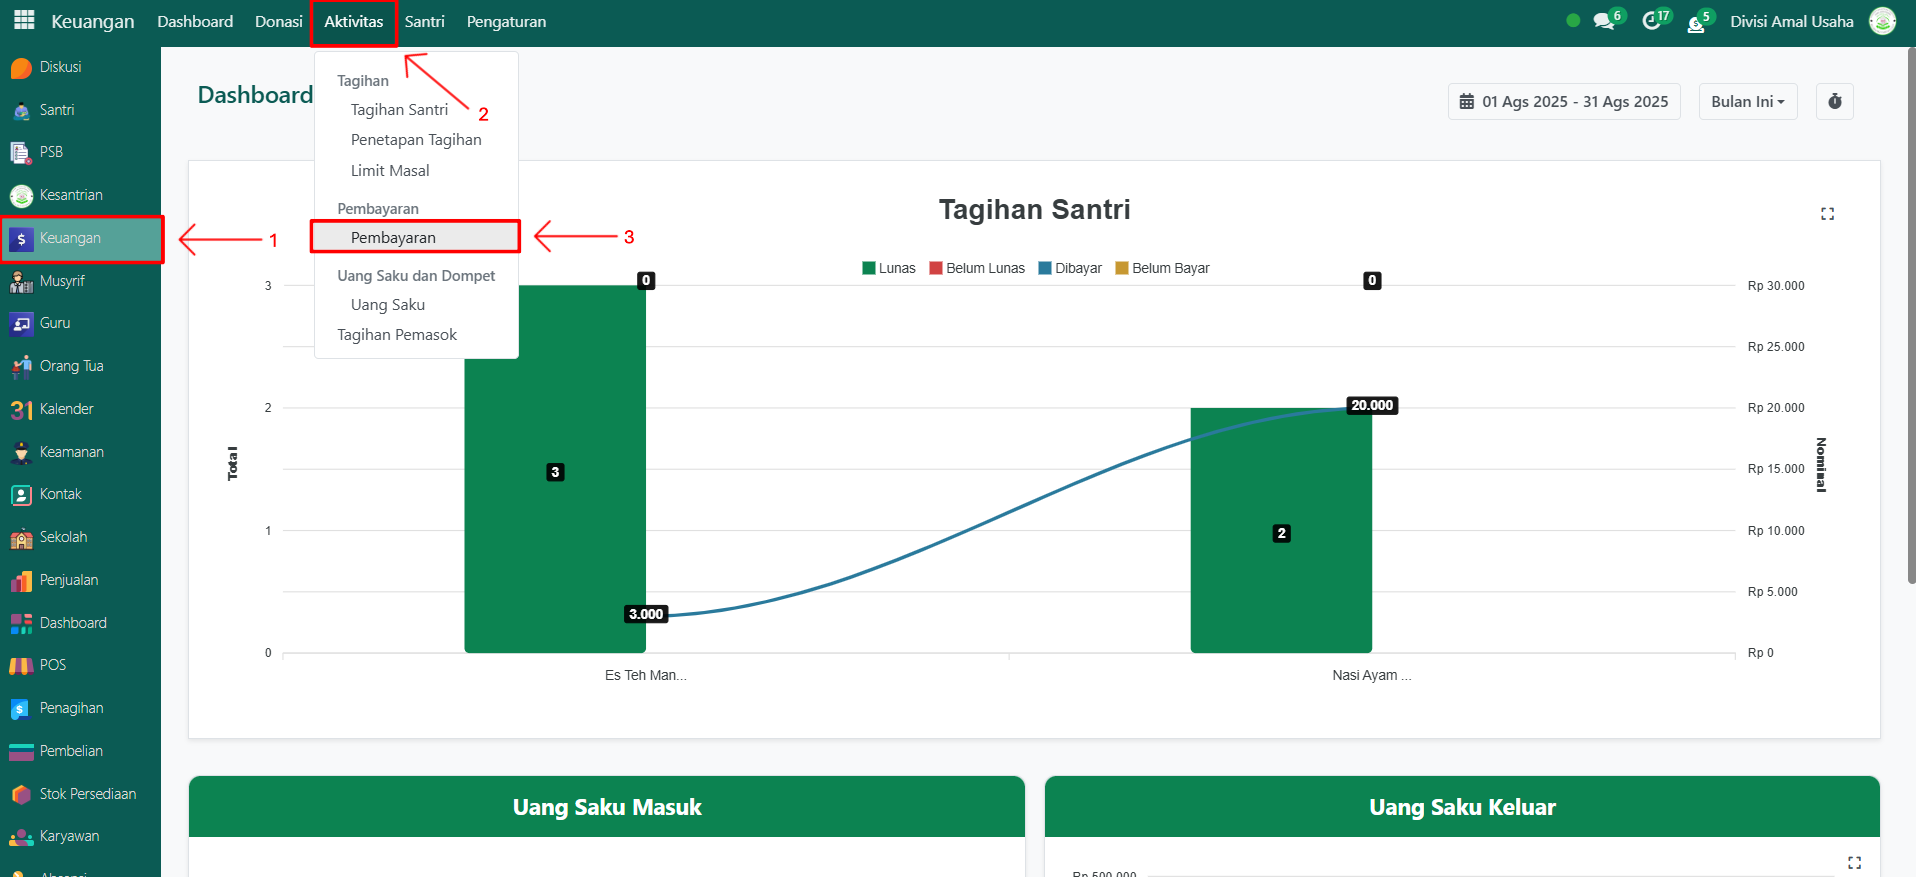 Keuangan Dashboard Donasi Aktivitas Santri Pengaturan 6 17 5 Divisi Amal Usaha
Diskusi
Santri
PSB
Kesantrian
Keuangan
Musyrif
Guru
Orang Tua
31 Kalender
Keamanan
Kontak
Sekolah
Penjualan
Dashboard
POS
Penagihan
Pembelian
Stok Persediaan
Karyawan
1
2
3
Dashboard
Tagihan
Tagihan Santri
Penetapan Tagihan
Limit Masal
Pembayaran
Pembayaran
Uang Saku dan Dompet
Uang Saku
Tagihan Pemasok
01 Ags 2025 - 31 Ags 2025 Bulan Ini
Tagihan Santri
Lunas Belum Lunas Dibayar Belum Bayar
3
2
1
0
Total
0
0
3
2
3.000
20.000
Rp 30.000
Rp 25.000
Rp 20.000
Rp 15.000
Rp 10.000
Rp 5.000
Rp 0
Nominal
Es Teh Man...
Nasi Ayam ...
Uang Saku Masuk
Uang Saku Keluar
Rp 500.000